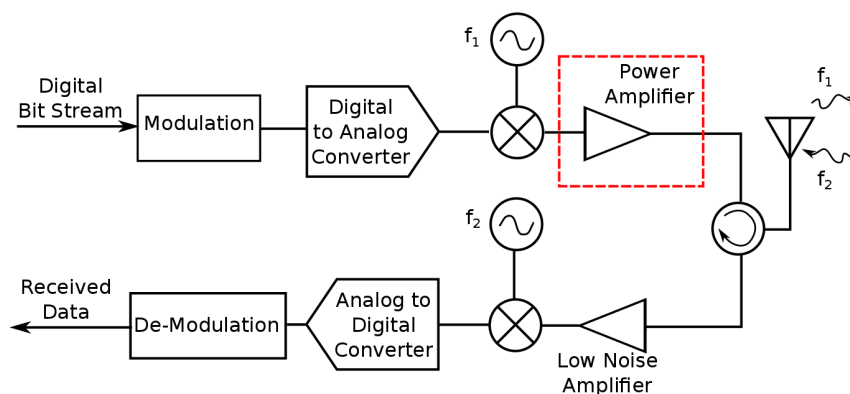 Digital
Bit Stream
Modulation
Digital
to Analog
Converter
f₁
Power
Amplifier
f₁
f₂
f₂
Received
Data
De-Modulation
Analog to
Digital
Converter
Low Noise
Amplifier